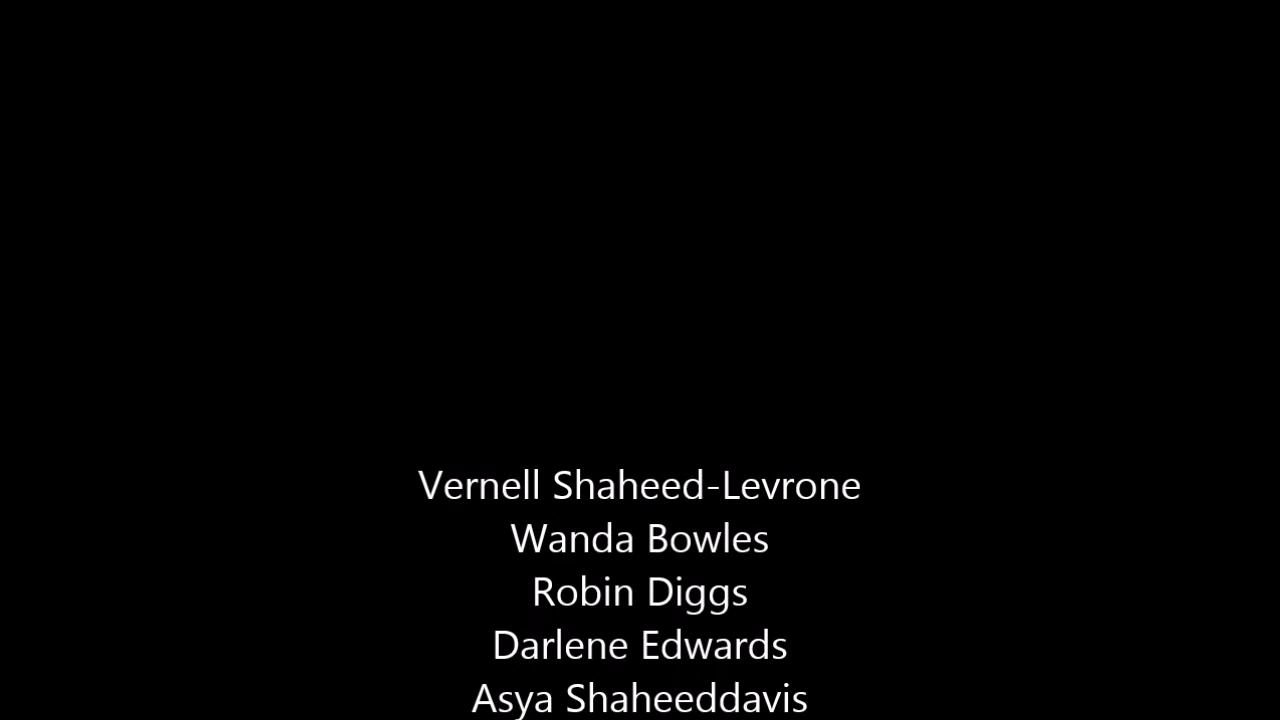 Vernell Shaheed-Levrone
Wanda Bowles
Robin Diggs
Darlene Edwards
Asya Shaheeddavis